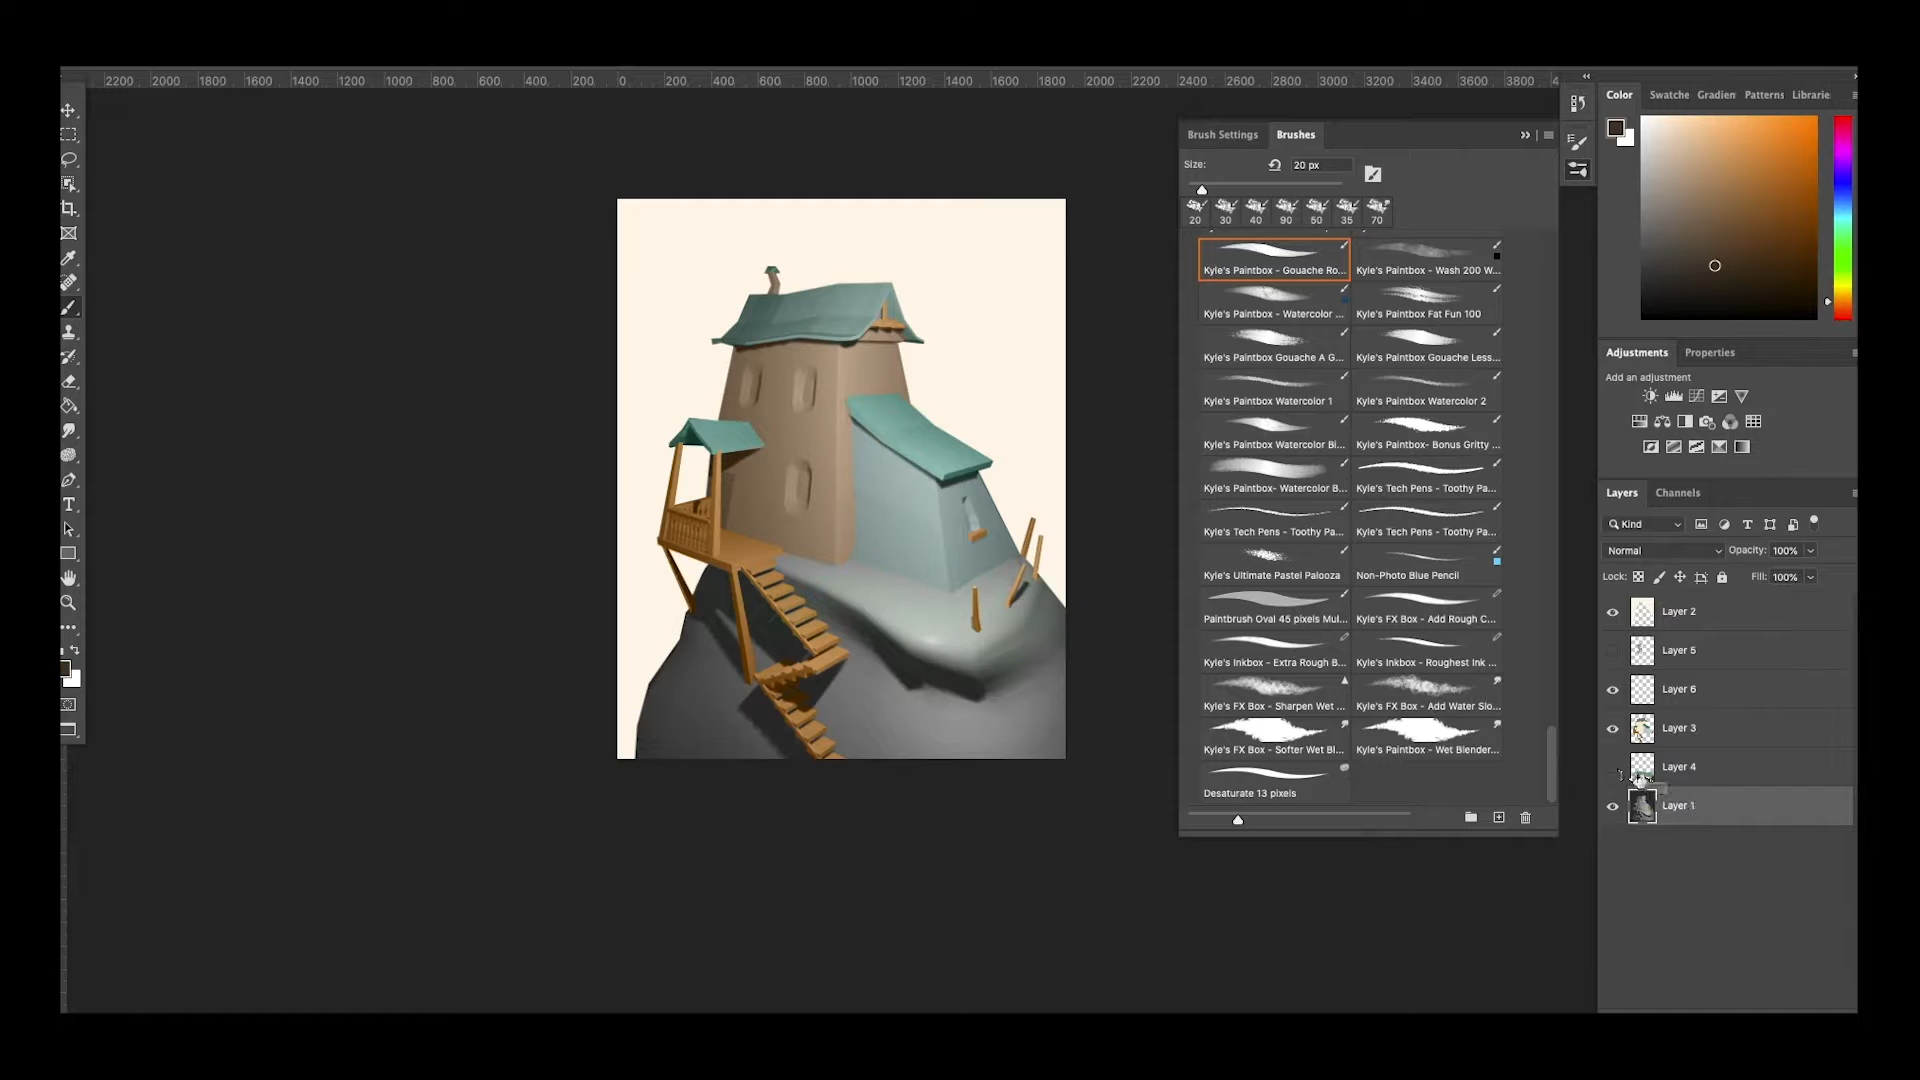 2200 2000 1800 1600 1400 1200 1000 800 600 400 200 0 200 400 600 800 1000 1200 1400 1600 1800 2000 2200 2400 2600 2800 3000 3200 3400 3600 3800 4
Color Swatche Gradien Patterns Librarie
Brush Settings Brushes
Size: 20 px
20 30 40 90 50 35 70
Kyle's Paintbox - Gouache Ro... Kyle's Paintbox - Wash 200 W...
Kyle's Paintbox - Watercolor ... Kyle's Paintbox Fat Fun 100
Kyle's Paintbox Gouache A G... Kyle's Paintbox Gouache Less...
Kyle's Paintbox Watercolor 1 Kyle's Paintbox Watercolor 2
Kyle's Paintbox Watercolor Bi... Kyle's Paintbox- Bonus Gritty ...
Kyle's Paintbox- Watercolor B... Kyle's Tech Pens - Toothy Pa...
Kyle's Tech Pens - Toothy Pa... Kyle's Tech Pens - Toothy Pa...
Kyle's Ultimate Pastel Palooza Non-Photo Blue Pencil
Paintbrush Oval 45 pixels Mul... Kyle's FX Box - Add Rough C...
Kyle's Inkbox - Extra Rough B... Kyle's Inkbox - Roughest Ink ...
Kyle's FX Box - Sharpen Wet ... Kyle's FX Box - Add Water Slo...
Kyle's FX Box - Softer Wet Bl... Kyle's Paintbox - Wet Blender...
Desaturate 13 pixels
Adjustments Properties
Add an adjustment
Layers Channels
Kind
Normal Opacity: 100%
Lock: Fill: 100%
Layer 2
Layer 5
Layer 6
Layer 3
Layer 4
Layer 1